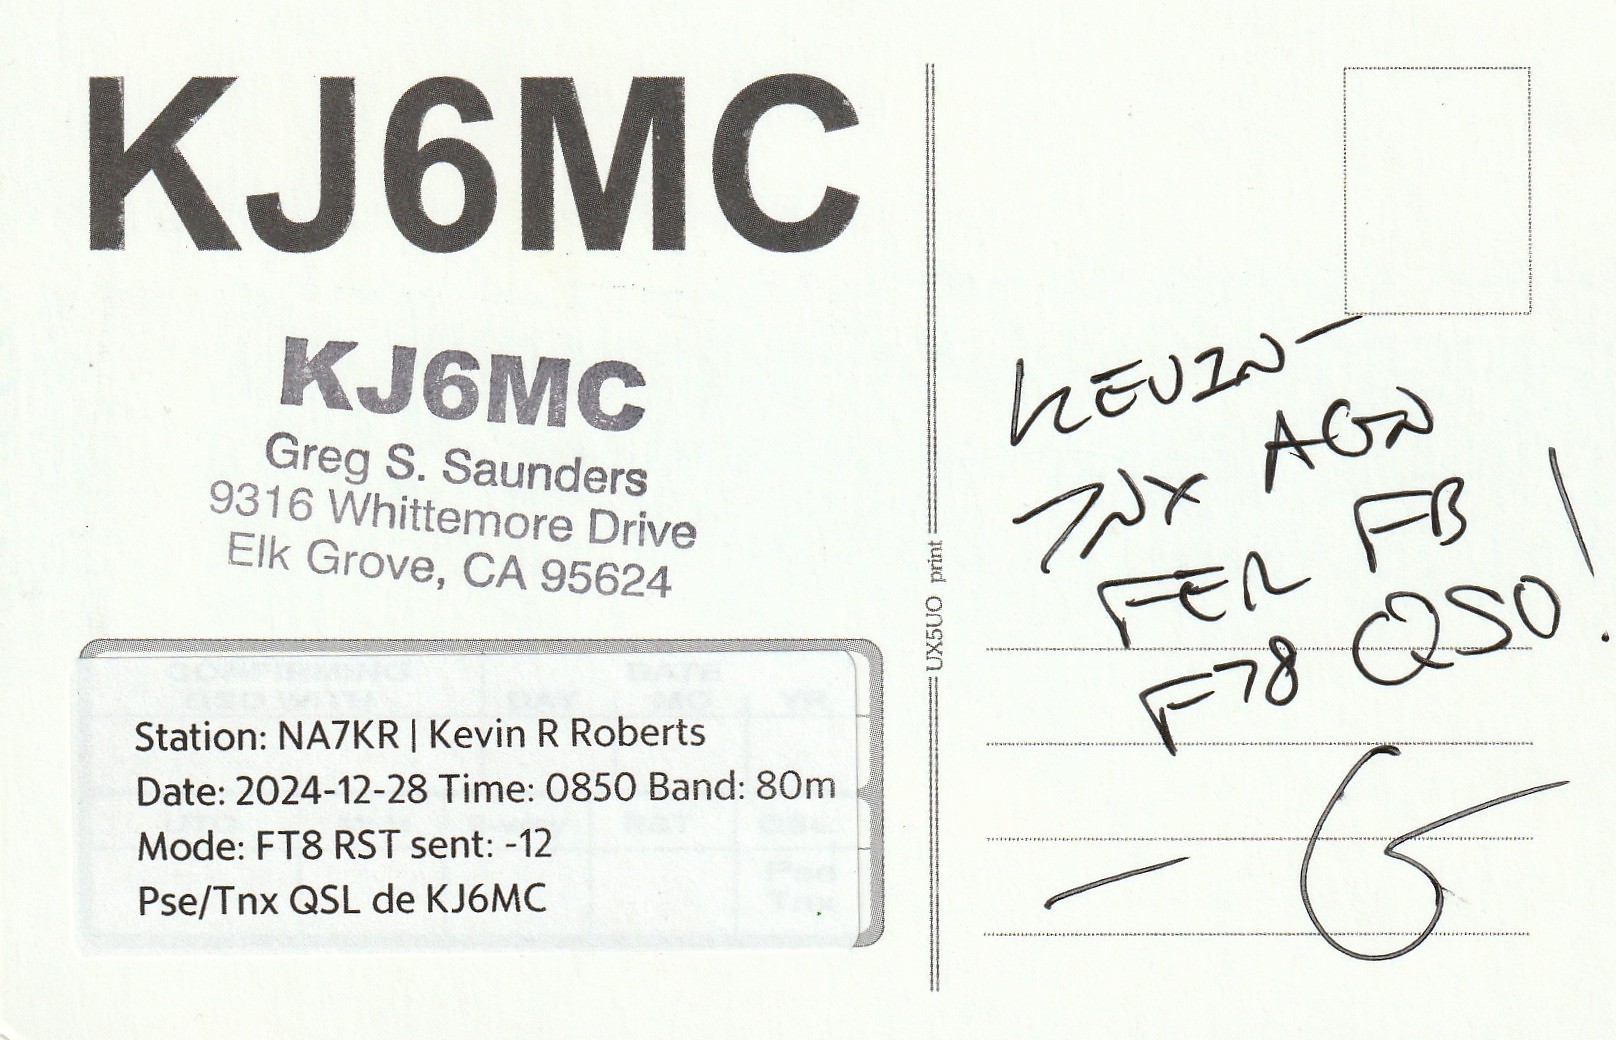 KJ6MC
KJ6MC
Greg S. Saunders
9316 Whittemore Drive
Elk Grove, CA 95624
Station: NA7KR | Kevin R Roberts
Date: 2024-12-28 Time: 0850 Band: 80m
Mode: FT8 RST sent: -12
Pse/Tnx QSL de KJ6MC
UX5UO print
KEVIN-
TNX AGN
FER FB
FT8 QSO!
- G